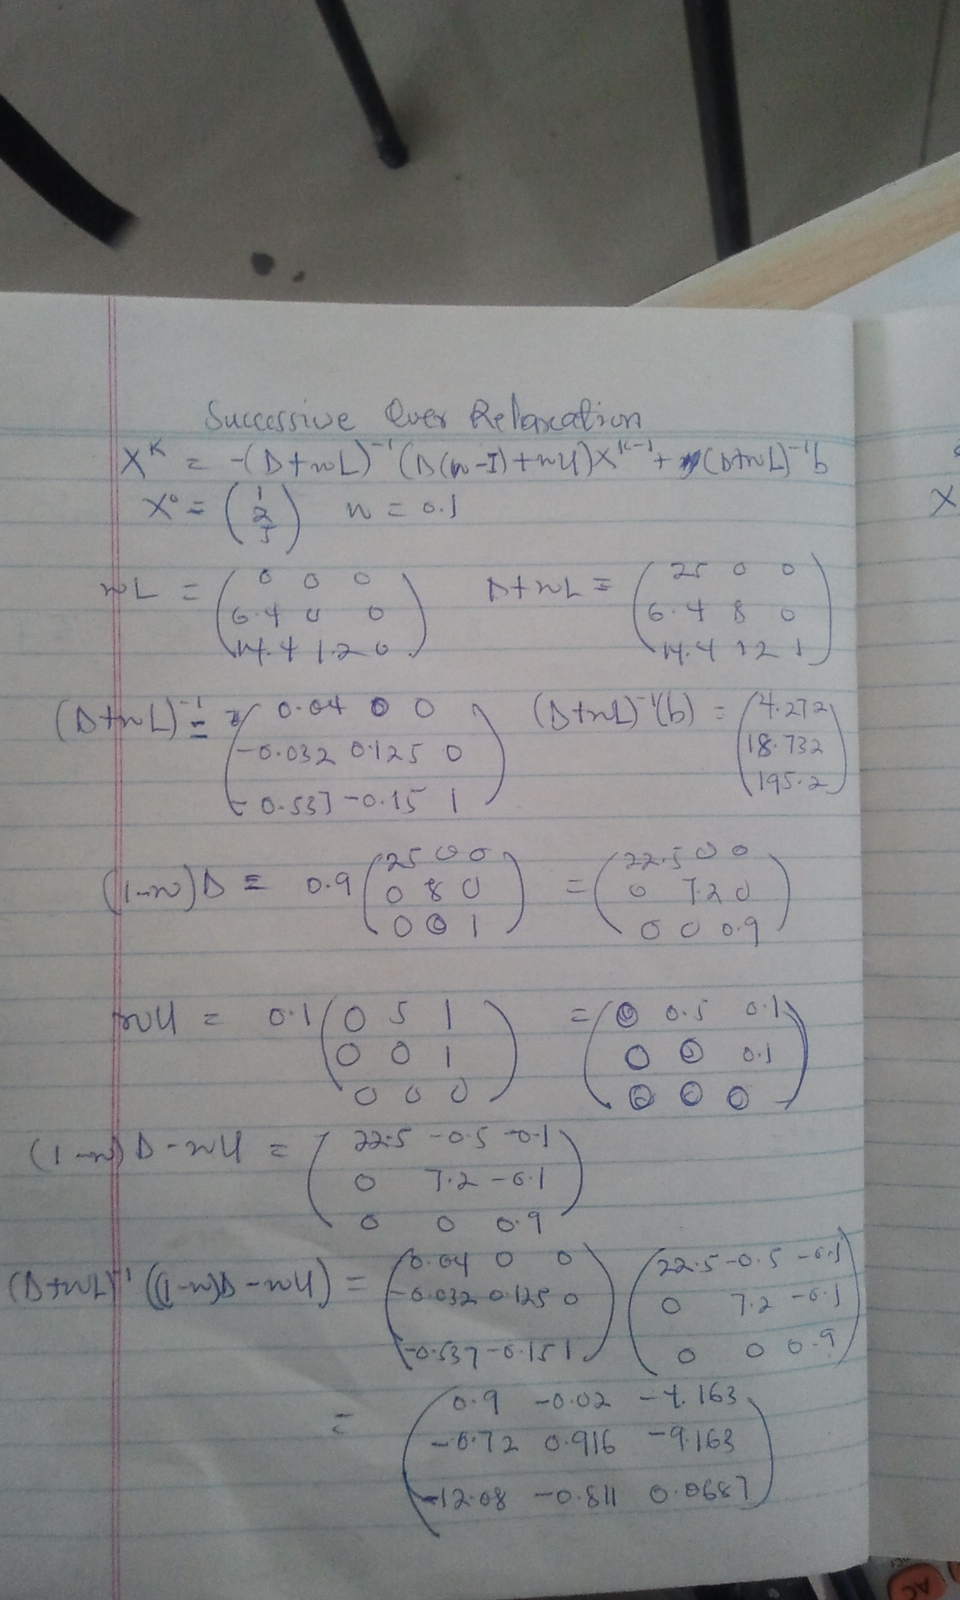 Successive Over Relaxation
X^K = -(D+wL)^-1 (D(w-I)+wU)X^K-1 + (D+wL)^-1 b
X° = (1 2 5) w = 0.1
wL = (0 0 0
6.4 0 0
14.4 1.2 0) D+wL = (25 0 0
6.4 8 0
14.4 1.2 1)
(D+wL)^-1 = (0.04 0 0
-0.032 0.125 0
-0.537 -0.15 1) (D+wL)^-1(b) = (4.272
18.732
195.2)
(1-w)D = 0.9 (25 0 0
0 8 0
0 0 1) = (22.5 0 0
0 7.2 0
0 0 0.9)
wU = 0.1 (0 5 1
0 0 1
0 0 0) = (0 0.5 0.1
0 0 0.1
0 0 0)
(1-w)D-wU = (22.5 -0.5 -0.1
0 7.2 -0.1
0 0 0.9)
(D+wL)^-1 ((1-w)D-wU) = (0.04 0 0
-0.032 0.125 0
-0.537 -0.15 1) (22.5 -0.5 -0.1
0 7.2 -0.1
0 0 0.9)
= (0.9 -0.02 -4.163
-0.72 0.916 -9.163
-12.08 -0.811 0.0687)
X
AC